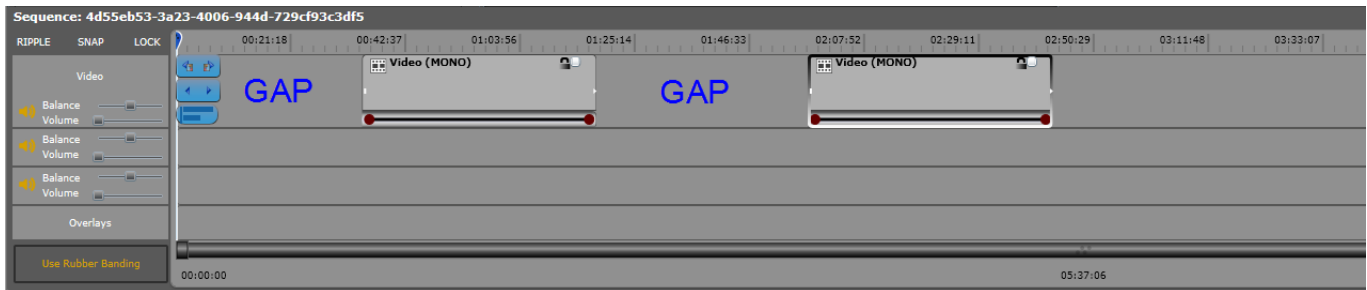 Sequence: 4d55eb53-3a23-4006-944d-729cf93c3df5
RIPPLE SNAP LOCK 00:21:18 00:42:37 01:03:56 01:25:14 01:46:33 02:07:52 02:29:11 02:50:29 03:11:48 03:33:07
Video
Video (MONO) Video (MONO)
GAP GAP
Balance
Volume
Balance
Volume
Balance
Volume
Overlays
Use Rubber Banding
00:00:00 05:37:06